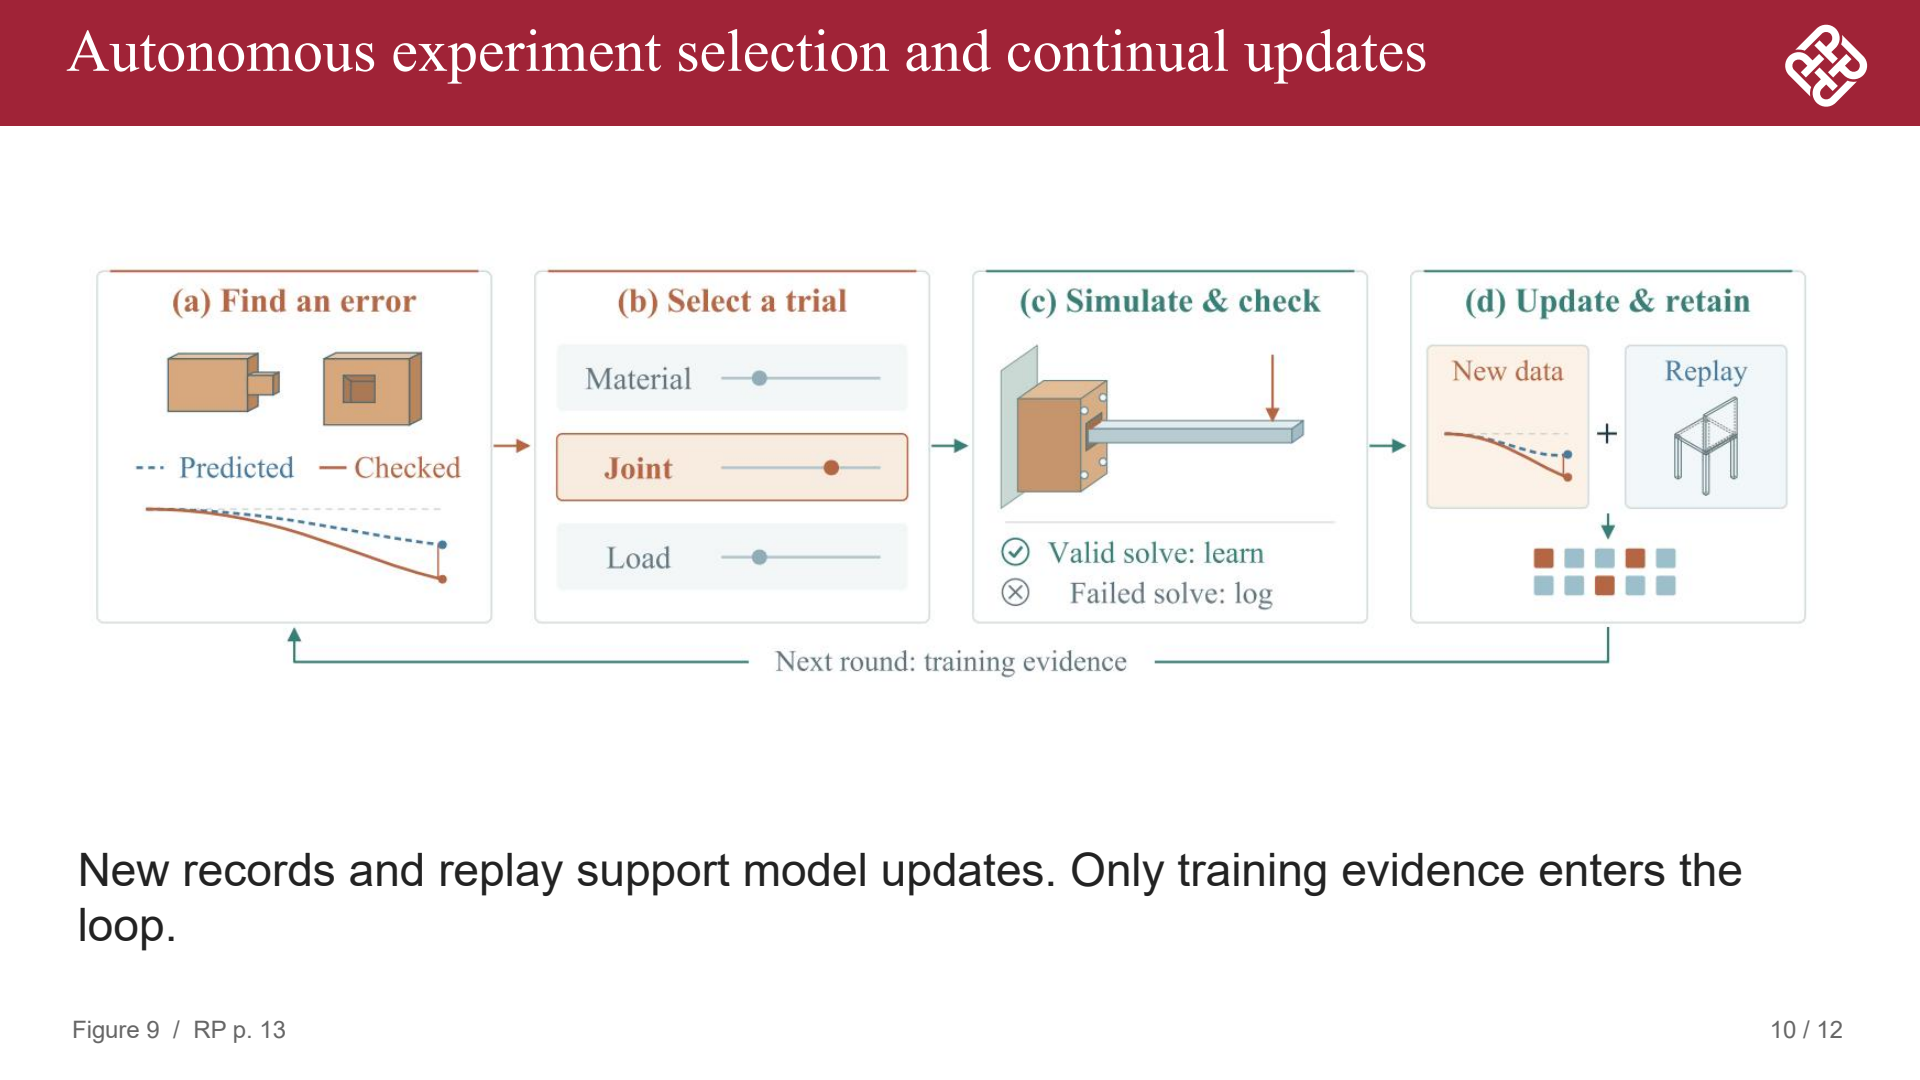 Autonomous experiment selection and continual updates
(a) Find an error
Predicted
Checked
(b) Select a trial
Material
Joint
Load
(c) Simulate & check
Valid solve: learn
Failed solve: log
(d) Update & retain
New data
+
Replay
Next round: training evidence
New records and replay support model updates. Only training evidence enters the
loop.
Figure 9 / RP p. 13
10 / 12